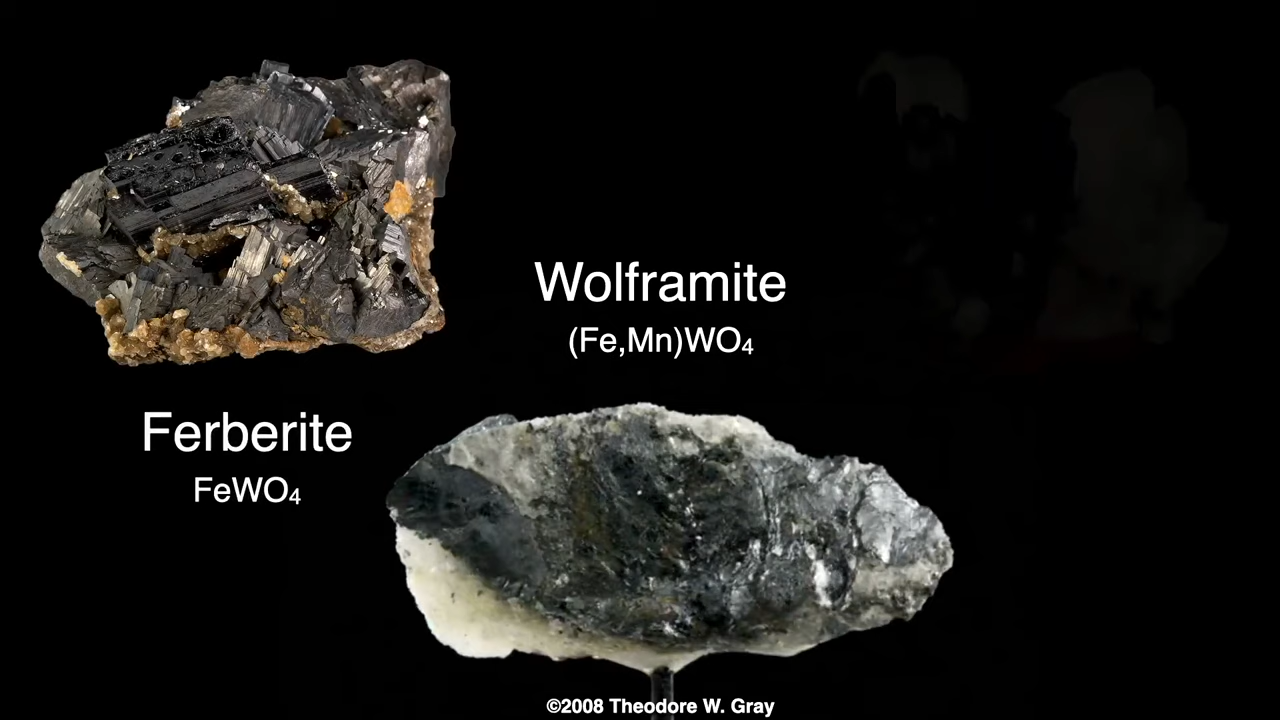 Wolframite
(Fe,Mn)WO₄
Ferberite
FeWO₄
©2008 Theodore W. Gray